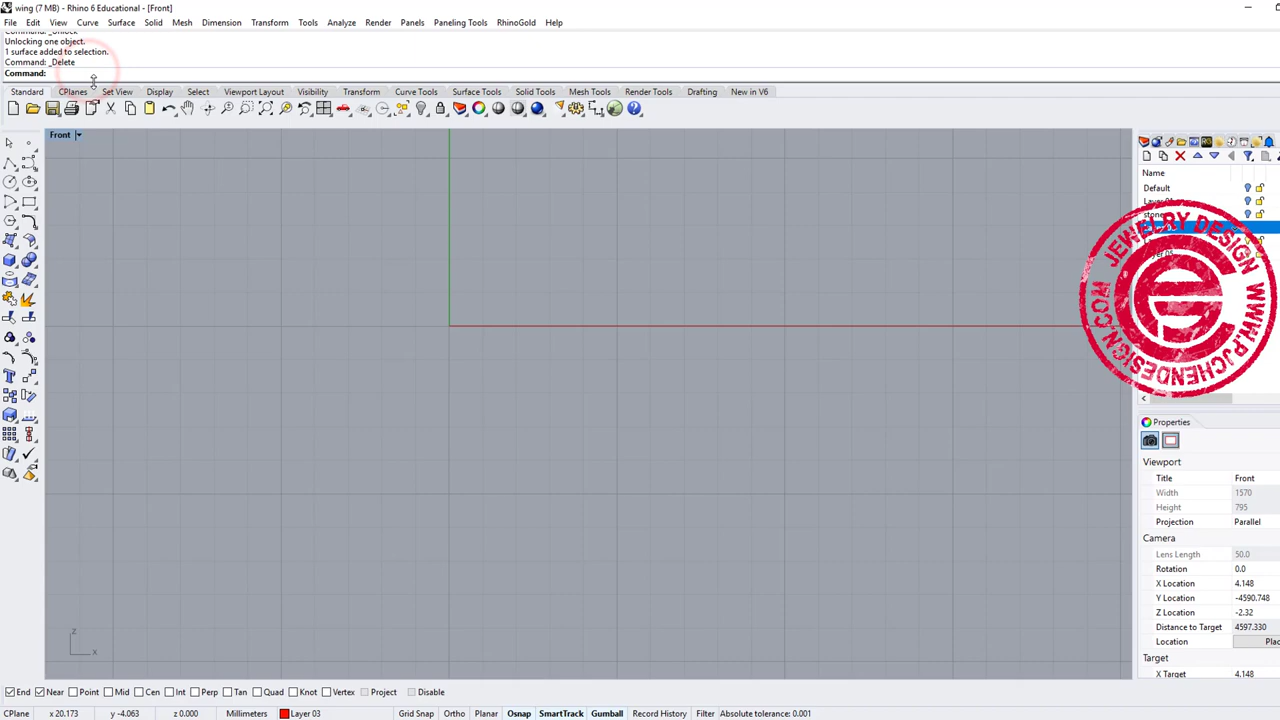 wing (7 MB) - Rhino 6 Educational - [Front]
File Edit View Curve Surface Solid Mesh Dimension Transform Tools Analyze Render Panels Paneling Tools RhinoGold Help
Command: _Unlock
Unlocking one object.
1 surface added to selection.
Command: _Delete
Command:
Standard CPlanes Set View Display Select Viewport Layout Visibility Transform Curve Tools Surface Tools Solid Tools Mesh Tools Render Tools Drafting New in V6
Front
Name
Default
JEWELRY DESIGN
WWW.PJCHENDESIGN.COM
Properties
Viewport
Title Front
Width 1570
Height 795
Projection Parallel
Camera
Lens Length 50.0
Rotation 0.0
X Location 4.148
Y Location -4590.748
Z Location -2.32
Distance to Target 4597.330
Location
Target
X Target 4.148
z
x
End Near Point Mid Cen Int Perp Tan Quad Knot Vertex Project Disable
CPlane x 20.173 y -4.063 z 0.000 Millimeters Layer 03 Grid Snap Ortho Planar Osnap SmartTrack Gumball Record History Filter Absolute tolerance: 0.001